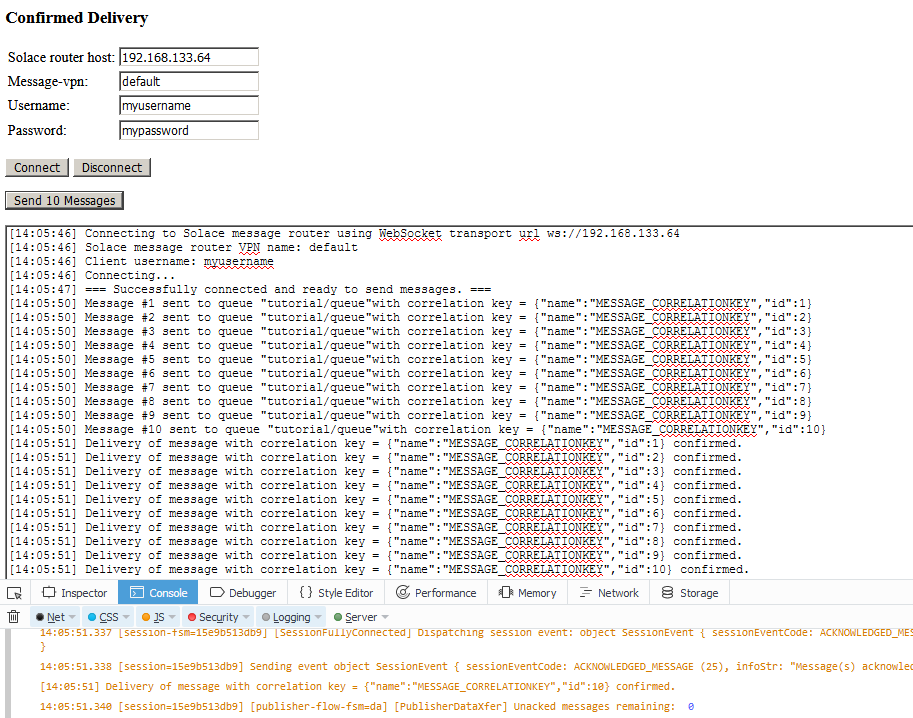 Confirmed Delivery
Solace router host: 192.168.133.64
Message-vpn: default
Username: myusername
Password: mypassword
Connect Disconnect
Send 10 Messages
[14:05:46] Connecting to Solace message router using WebSocket transport url ws://192.168.133.64
[14:05:46] Solace message router VPN name: default
[14:05:46] Client username: myusername
[14:05:46] Connecting...
[14:05:47] === Successfully connected and ready to send messages. ===
[14:05:50] Message #1 sent to queue "tutorial/queue"with correlation key = {"name":"MESSAGE_CORRELATIONKEY","id":1}
[14:05:50] Message #2 sent to queue "tutorial/queue"with correlation key = {"name":"MESSAGE_CORRELATIONKEY","id":2}
[14:05:50] Message #3 sent to queue "tutorial/queue"with correlation key = {"name":"MESSAGE_CORRELATIONKEY","id":3}
[14:05:50] Message #4 sent to queue "tutorial/queue"with correlation key = {"name":"MESSAGE_CORRELATIONKEY","id":4}
[14:05:50] Message #5 sent to queue "tutorial/queue"with correlation key = {"name":"MESSAGE_CORRELATIONKEY","id":5}
[14:05:50] Message #6 sent to queue "tutorial/queue"with correlation key = {"name":"MESSAGE_CORRELATIONKEY","id":6}
[14:05:50] Message #7 sent to queue "tutorial/queue"with correlation key = {"name":"MESSAGE_CORRELATIONKEY","id":7}
[14:05:50] Message #8 sent to queue "tutorial/queue"with correlation key = {"name":"MESSAGE_CORRELATIONKEY","id":8}
[14:05:50] Message #9 sent to queue "tutorial/queue"with correlation key = {"name":"MESSAGE_CORRELATIONKEY","id":9}
[14:05:50] Message #10 sent to queue "tutorial/queue"with correlation key = {"name":"MESSAGE_CORRELATIONKEY","id":10}
[14:05:51] Delivery of message with correlation key = {"name":"MESSAGE_CORRELATIONKEY","id":1} confirmed.
[14:05:51] Delivery of message with correlation key = {"name":"MESSAGE_CORRELATIONKEY","id":2} confirmed.
[14:05:51] Delivery of message with correlation key = {"name":"MESSAGE_CORRELATIONKEY","id":3} confirmed.
[14:05:51] Delivery of message with correlation key = {"name":"MESSAGE_CORRELATIONKEY","id":4} confirmed.
[14:05:51] Delivery of message with correlation key = {"name":"MESSAGE_CORRELATIONKEY","id":5} confirmed.
[14:05:51] Delivery of message with correlation key = {"name":"MESSAGE_CORRELATIONKEY","id":6} confirmed.
[14:05:51] Delivery of message with correlation key = {"name":"MESSAGE_CORRELATIONKEY","id":7} confirmed.
[14:05:51] Delivery of message with correlation key = {"name":"MESSAGE_CORRELATIONKEY","id":8} confirmed.
[14:05:51] Delivery of message with correlation key = {"name":"MESSAGE_CORRELATIONKEY","id":9} confirmed.
[14:05:51] Delivery of message with correlation key = {"name":"MESSAGE_CORRELATIONKEY","id":10} confirmed.
Inspector Console Debugger { } Style Editor Performance Memory Network Storage
Net CSS JS Security Logging Server
14:05:51.337 [session-fsm=15e9b513db9] [SessionFullyConnected] Dispatching session event: object SessionEvent { sessionEventCode: ACKNOWLEDGED_MES
}
14:05:51.338 [session=15e9b513db9] Sending event object SessionEvent { sessionEventCode: ACKNOWLEDGED_MESSAGE (25), infoStr: "Message(s) acknowled
[14:05:51] Delivery of message with correlation key = {"name":"MESSAGE_CORRELATIONKEY","id":10} confirmed.
14:05:51.340 [session=15e9b513db9] [publisher-flow-fsm=da] [PublisherDataXfer] Unacked messages remaining: 0